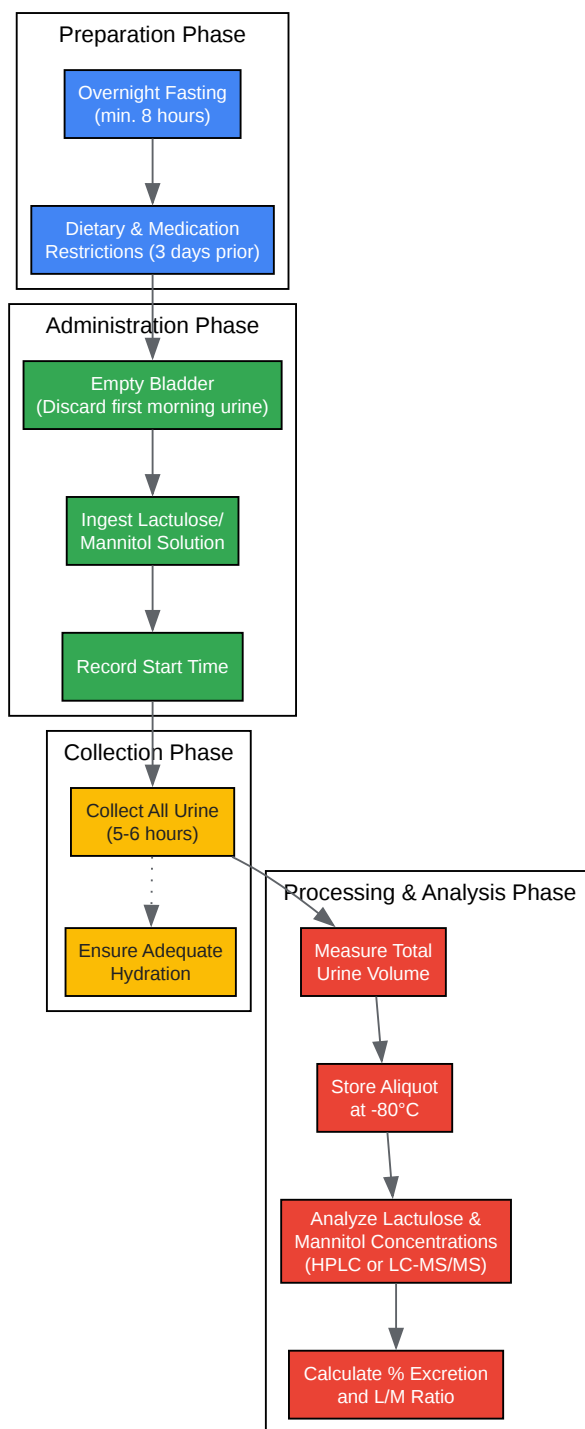 Preparation Phase
Overnight Fasting
(min. 8 hours)
Dietary & Medication
Restrictions (3 days prior)
Administration Phase
Empty Bladder
(Discard first morning urine)
Ingest Lactulose/
Mannitol Solution
Record Start Time
Collection Phase
Collect All Urine
(5-6 hours)
Ensure Adequate
Hydration
Processing & Analysis Phase
Measure Total
Urine Volume
Store Aliquot
at -80°C
Analyze Lactulose &
Mannitol Concentrations
(HPLC or LC-MS/MS)
Calculate % Excretion
and L/M Ratio